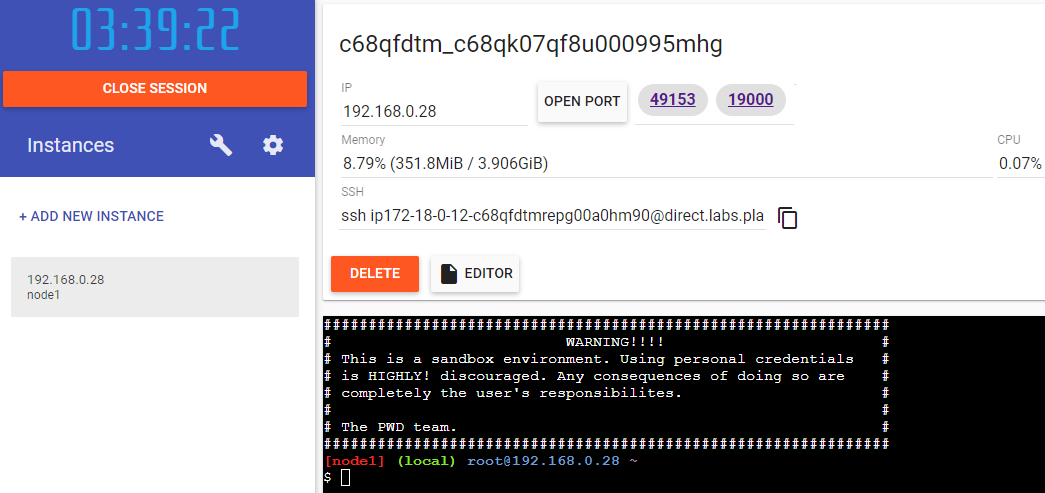 03:39:22
CLOSE SESSION
Instances
+ ADD NEW INSTANCE
192.168.0.28
node1
c68qfdtm_c68qk07qf8u000995mhg
IP
192.168.0.28
OPEN PORT
49153
19000
Memory
8.79% (351.8MiB / 3.906GiB)
CPU
0.07%
SSH
ssh ip172-18-0-12-c68qfdtmrepg00a0hm90@direct.labs.pla
DELETE
EDITOR
###############################################################
# WARNING!!!! #
# This is a sandbox environment. Using personal credentials #
# is HIGHLY! discouraged. Any consequences of doing so are #
# completely the user's responsibilites. #
# #
# The PWD team. #
###############################################################
[node1] (local) root@192.168.0.28 ~
$